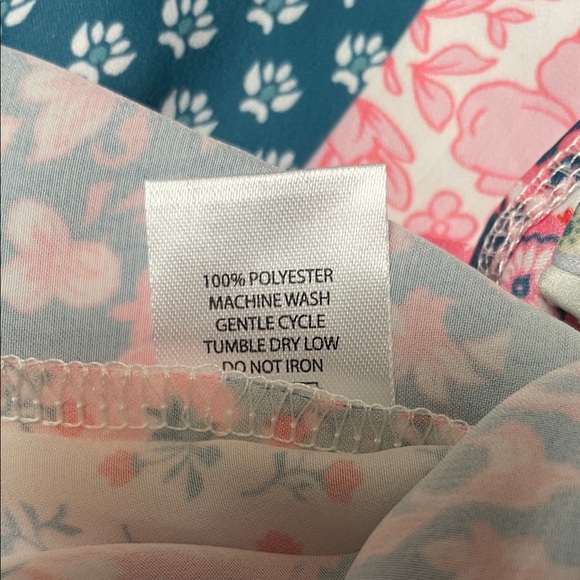 100% POLYESTER
MACHINE WASH
GENTLE CYCLE
TUMBLE DRY LOW
DO NOT IRON